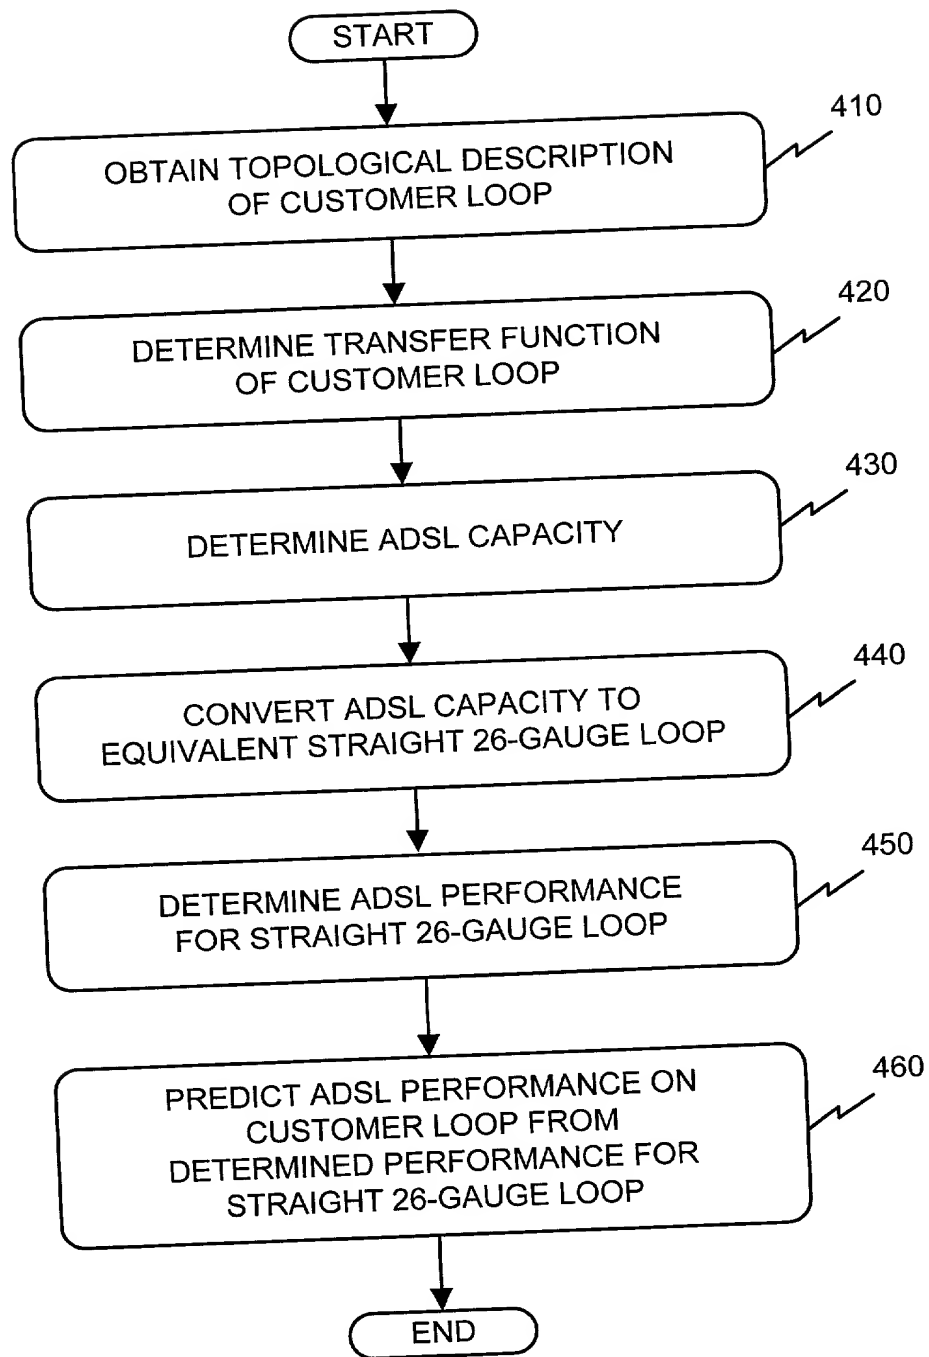 START
410
OBTAIN TOPOLOGICAL DESCRIPTION
OF CUSTOMER LOOP
420
DETERMINE TRANSFER FUNCTION
OF CUSTOMER LOOP
430
DETERMINE ADSL CAPACITY
440
CONVERT ADSL CAPACITY TO
EQUIVALENT STRAIGHT 26-GAUGE LOOP
450
DETERMINE ADSL PERFORMANCE
FOR STRAIGHT 26-GAUGE LOOP
460
PREDICT ADSL PERFORMANCE ON
CUSTOMER LOOP FROM
DETERMINED PERFORMANCE FOR
STRAIGHT 26-GAUGE LOOP
END